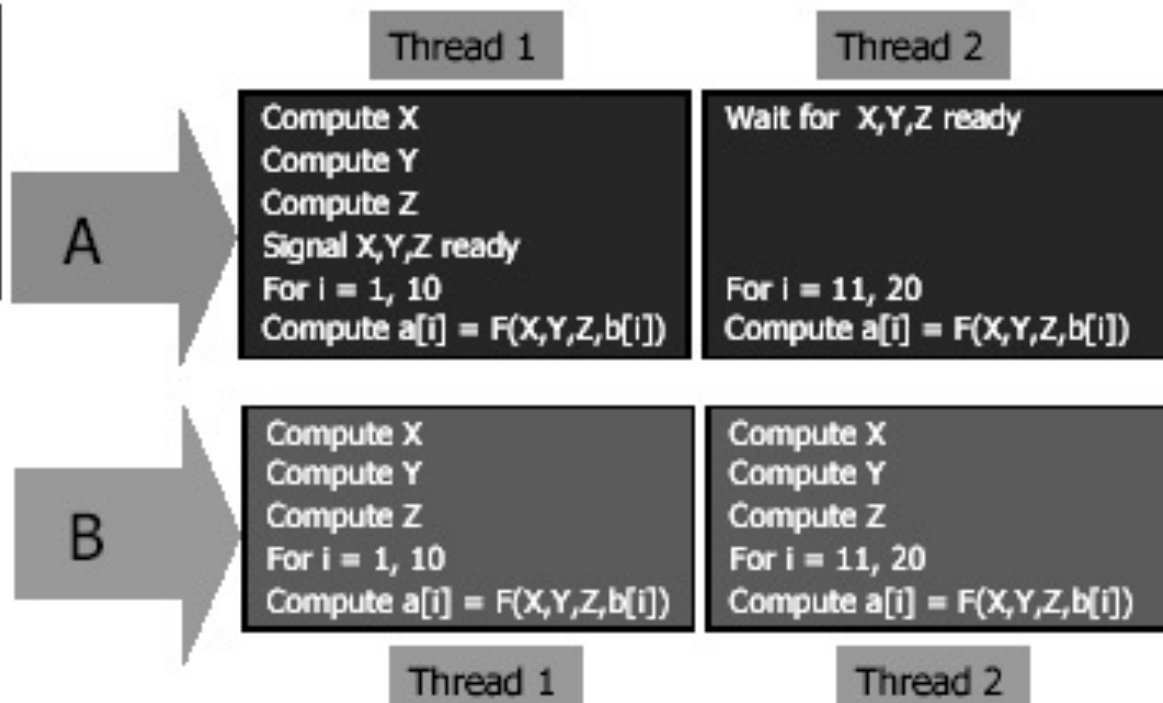 Thread 1
Thread 2
A
Compute X
Compute Y
Compute Z
Signal X,Y,Z ready
For i = 1, 10
Compute a[i] = F(X,Y,Z,b[i])
Wait for X,Y,Z ready
For i = 11, 20
Compute a[i] = F(X,Y,Z,b[i])
B
Compute X
Compute Y
Compute Z
For i = 1, 10
Compute a[i] = F(X,Y,Z,b[i])
Compute X
Compute Y
Compute Z
For i = 11, 20
Compute a[i] = F(X,Y,Z,b[i])
Thread 1
Thread 2